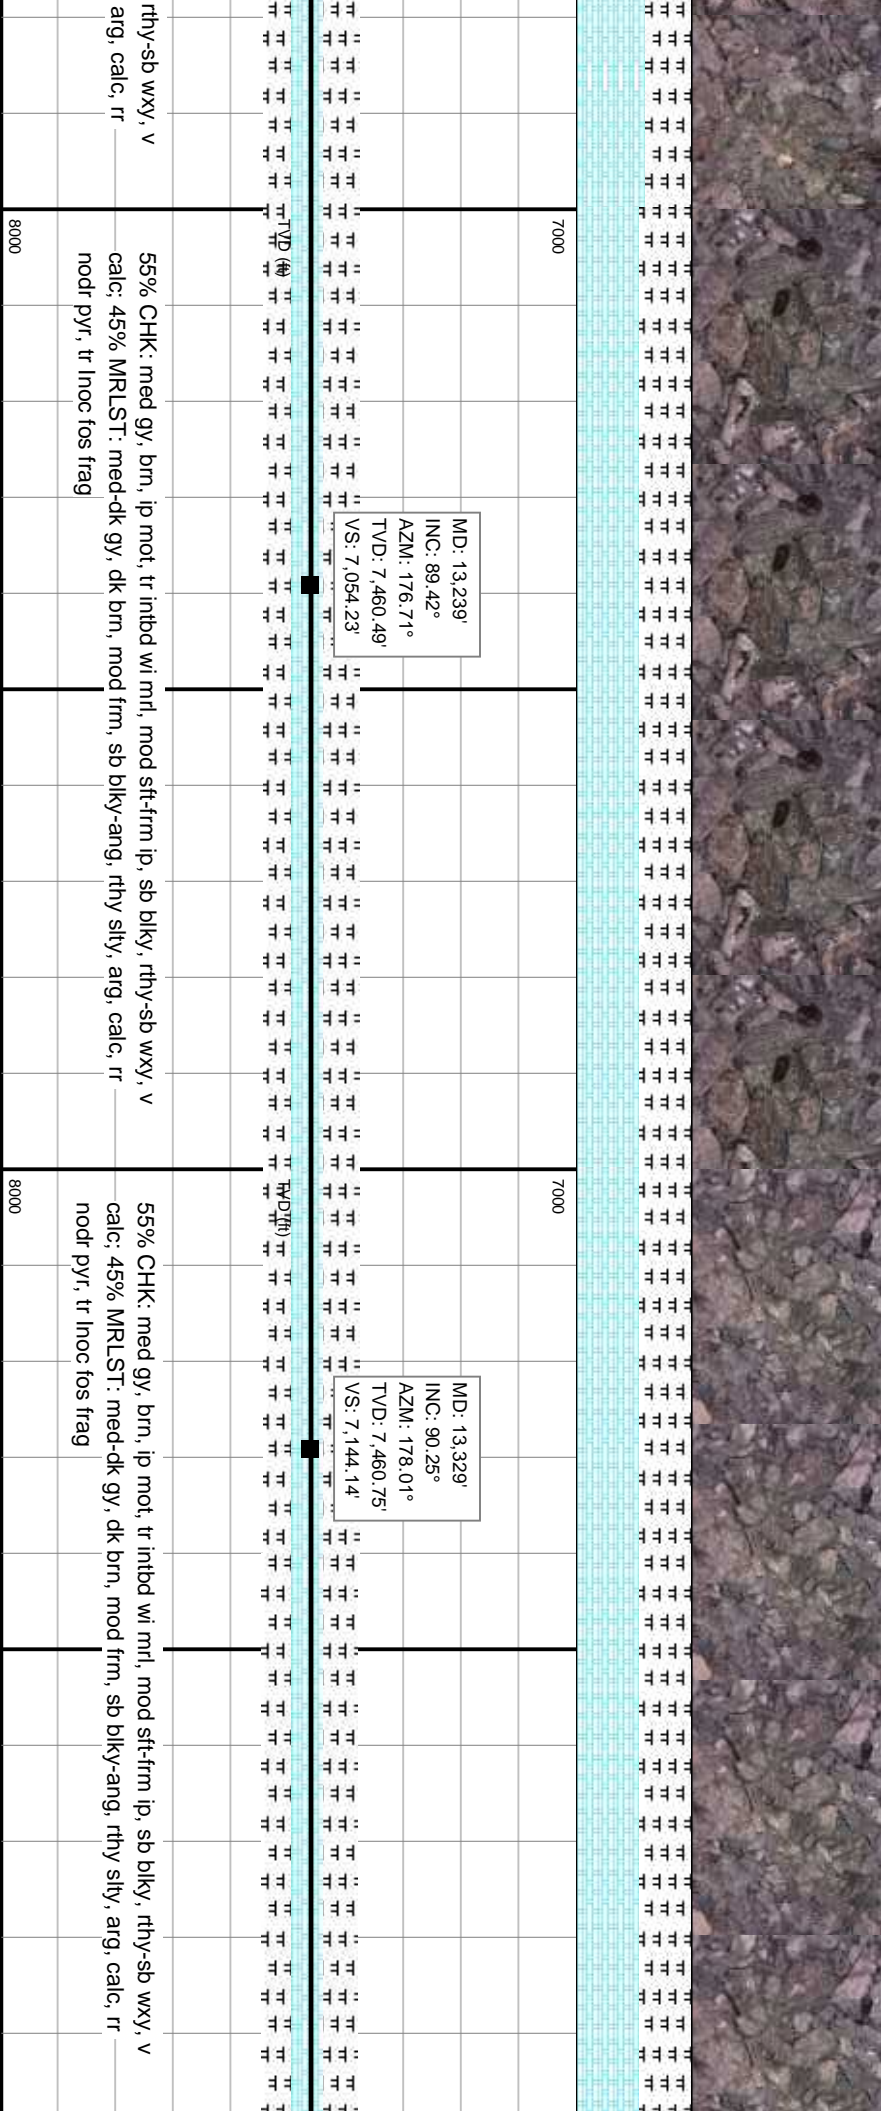 rthy-sb wxy, v
arg, calc, rr
7000
TVD (ft)
8000
55% CHK: med gy, brn, ip mot, tr intbd wi mrl, mod sft-frm ip, sb blky, rthy-sb wxy, v
calc; 45% MRLST: med-dk gy, dk brn, mod frm, sb blky-ang, rthy slty, arg, calc, rr
nodr pyr, tr Inoc fos frag
MD: 13,239'
INC: 89.42°
AZM: 176.71°
TVD: 7,460.49'
VS: 7,054.23'
7000
TVD (ft)
8000
55% CHK: med gy, brn, ip mot, tr intbd wi mrl, mod sft-frm ip, sb blky, rthy-sb wxy, v
calc; 45% MRLST: med-dk gy, dk brn, mod frm, sb blky-ang, rthy slty, arg, calc, rr
nodr pyr, tr Inoc fos frag
MD: 13,329'
INC: 90.25°
AZM: 178.01°
TVD: 7,460.75'
VS: 7,144.14'